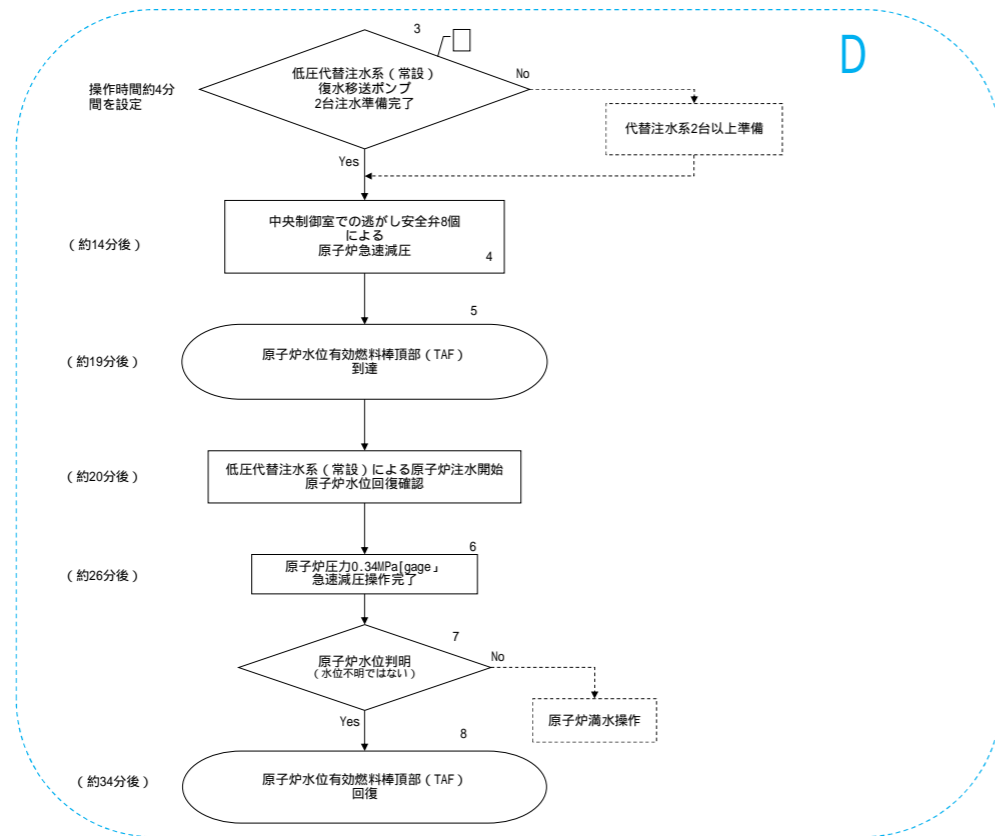 D
3
操作時間約4分
間を設定
低圧代替注水系(常設)
復水移送ポンプ
2台注水準備完了
No
代替注水系2台以上準備
Yes
(約14分後)
中央制御室での逃がし安全弁8個
による
原子炉急速減圧
4
5
(約19分後)
原子炉水位有効燃料棒頂部(TAF)
到達
(約20分後)
低圧代替注水系(常設)による原子炉注水開始
原子炉水位回復確認
6
(約26分後)
原子炉圧力0.34MPa[gage」
急速減圧操作完了
7
原子炉水位判明
(水位不明ではない)
No
原子炉満水操作
Yes
8
(約34分後)
原子炉水位有効燃料棒頂部(TAF)
回復